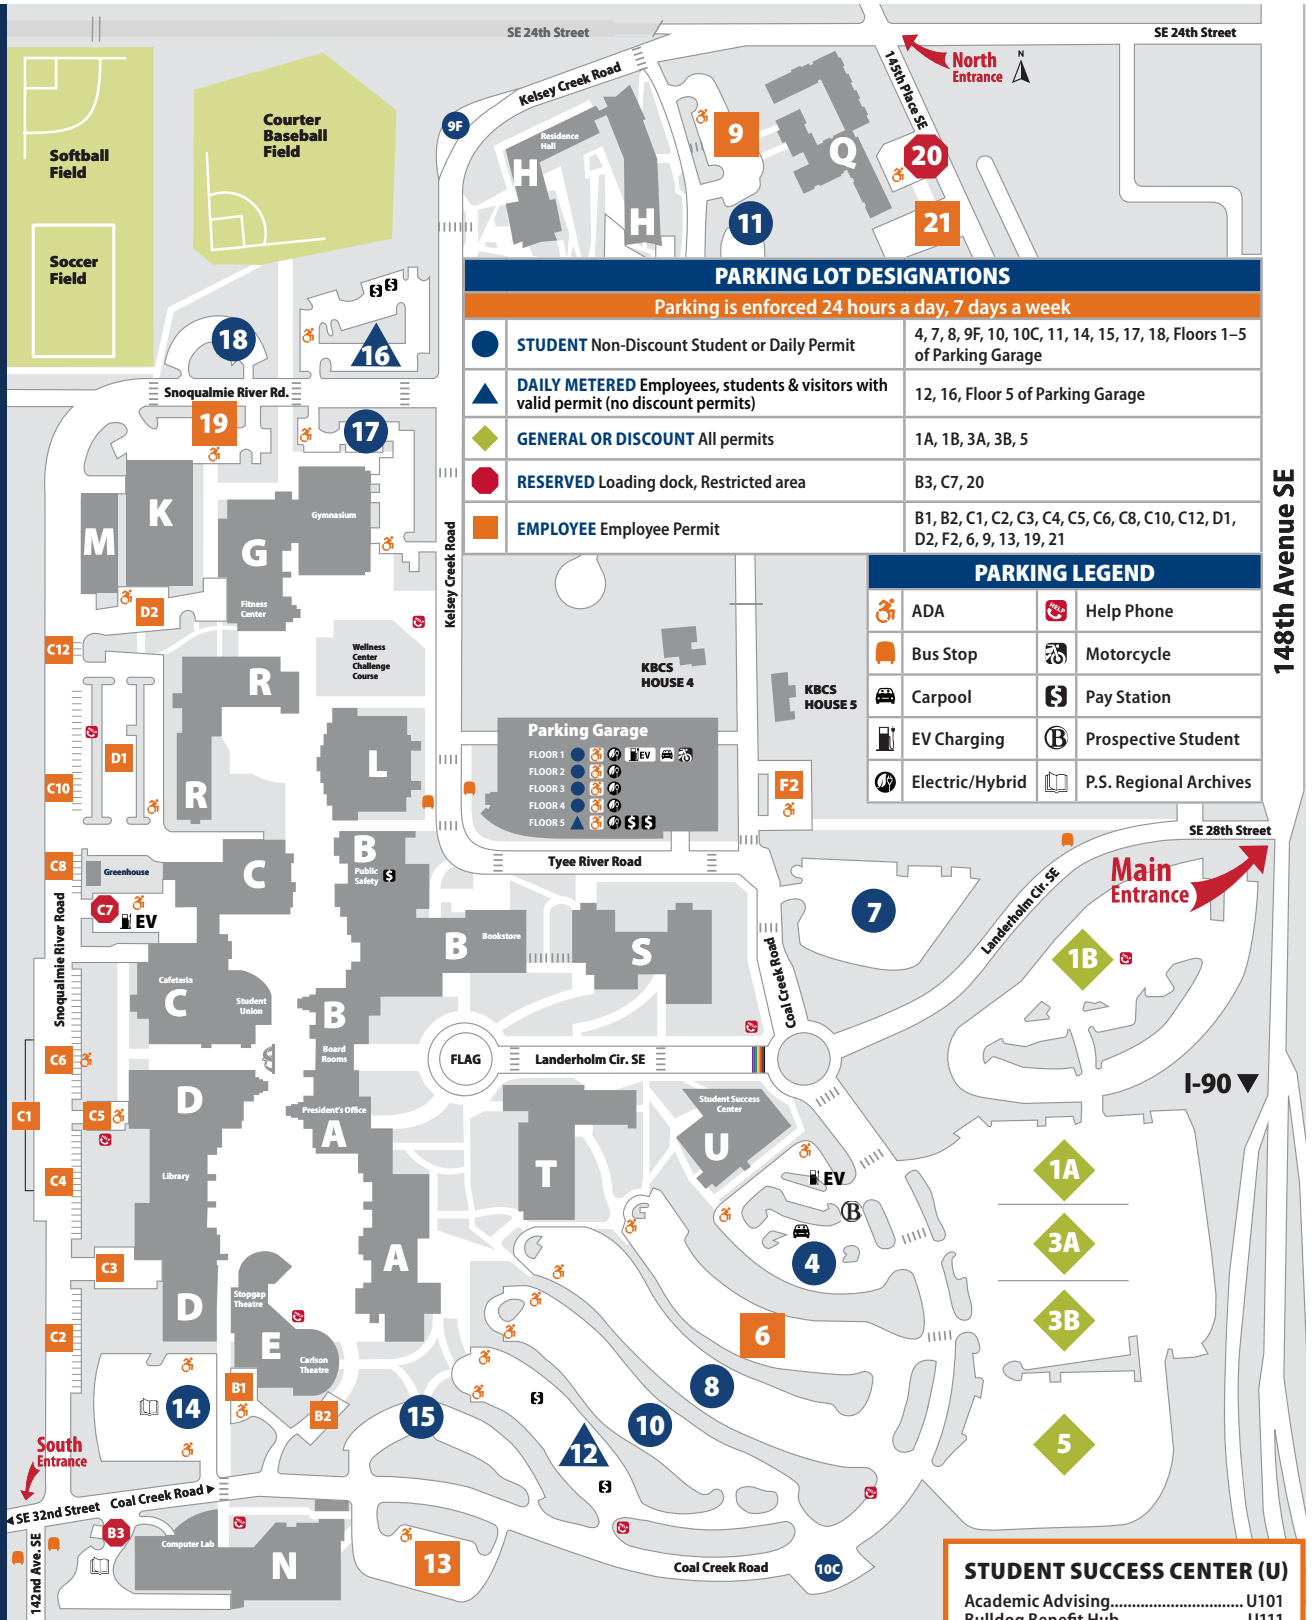 SE 24th Street
SE 24th Street
North
Entrance
N
145th Place SE
Kelsey Creek Road
9F
Residence
Hall
H
H
9
Q
20
11
21
Courter
Baseball
Field
Softball
Field
Soccer
Field
18
16
Snoqualmie River Rd.
19
17
PARKING LOT DESIGNATIONS
Parking is enforced 24 hours a day, 7 days a week
STUDENT Non-Discount Student or Daily Permit
4, 7, 8, 9F, 10, 10C, 11, 14, 15, 17, 18, Floors 1–5
of Parking Garage
DAILY METERED Employees, students & visitors with
valid permit (no discount permits)
12, 16, Floor 5 of Parking Garage
GENERAL OR DISCOUNT All permits
1A, 1B, 3A, 3B, 5
RESERVED Loading dock, Restricted area
B3, C7, 20
EMPLOYEE Employee Permit
B1, B2, C1, C2, C3, C4, C5, C6, C8, C10, C12, D1,
D2, F2, 6, 9, 13, 19, 21
PARKING LEGEND
ADA
HELP
Help Phone
Bus Stop
Motorcycle
Carpool
$
Pay Station
EV Charging
B
Prospective Student
Electric/Hybrid
P.S. Regional Archives
148th Avenue SE
M
K
G
Gymnasium
Fitness
Center
D2
C12
Kelsey Creek Road
Wellness
Center
Challenge
Course
KBCS
HOUSE 4
KBCS
HOUSE 5
R
R
L
D1
C10
Parking Garage
FLOOR 1
EV
FLOOR 2
FLOOR 3
FLOOR 4
FLOOR 5
$ $
F2
SE 28th Street
Main
Entrance
Tyee River Road
Landerholm Cir. SE
C8
Greenhouse
C
B
Public
Safety
$
C7
EV
Snoqualmie River Road
B
Bookstore
S
7
1B
Coal Creek Road
Cafeteria
C
Student
Union
B
Board
Rooms
FLAG
Landerholm Cir. SE
I-90
C6
C1
C5
D
President's Office
A
Student Success
Center
U
T
EV
B
1A
C4
Library
3A
C3
A
4
D
Stopgap
Theatre
E
Carlson
Theatre
C2
6
3B
8
B1
B2
14
15
$
10
12
$
5
South
Entrance
SE 32nd Street
Coal Creek Road
142nd Ave. SE
B3
Computer Lab
N
13
Coal Creek Road
10C
STUDENT SUCCESS CENTER (U)
Academic Advising................................ U101
Bulldog Benefit Hub U111